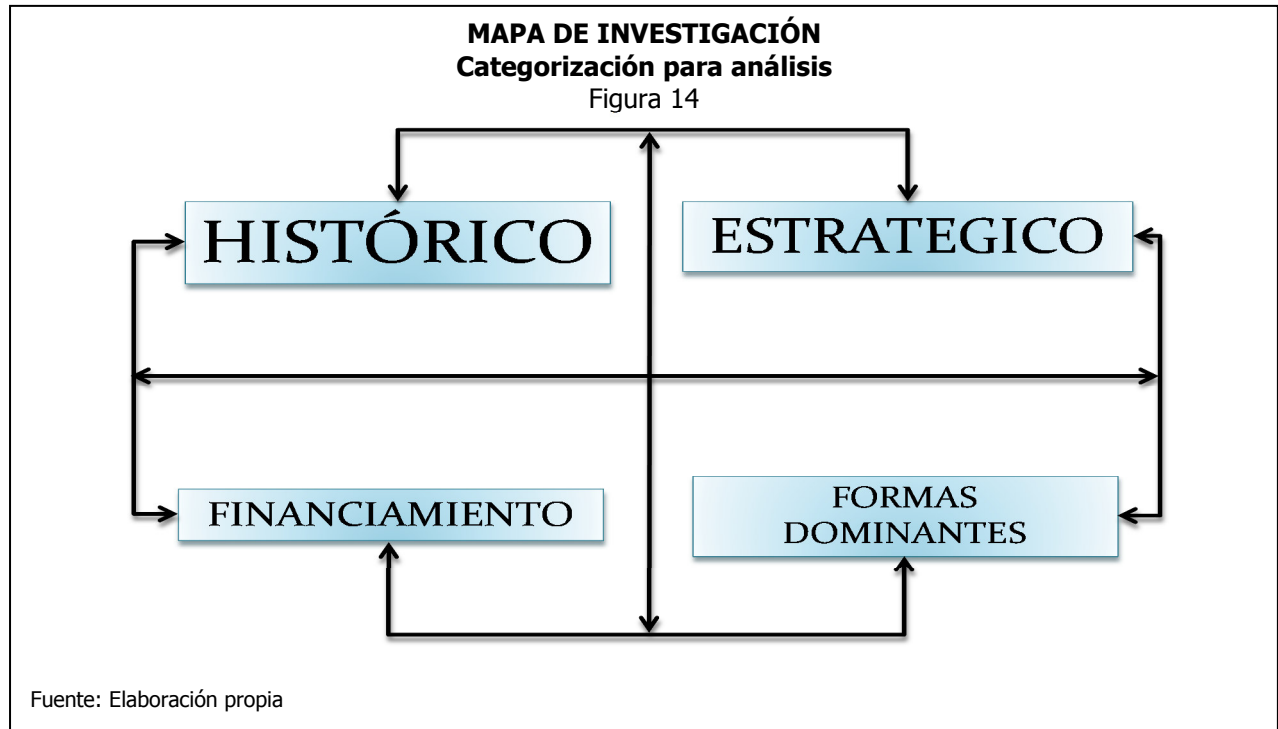 MAPA DE INVESTIGACIÓN
Categorización para análisis
Figura 14
HISTÓRICO
ESTRATEGICO
FINANCIAMIENTO
FORMAS
DOMINANTES
Fuente: Elaboración propia